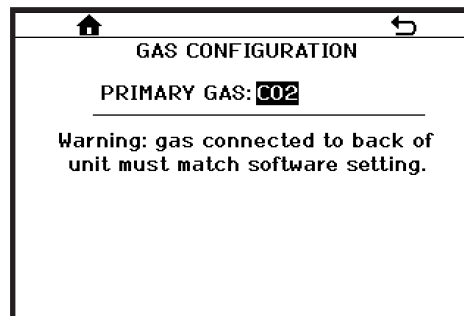 GAS CONFIGURATION
PRIMARY GAS: CO2
Warning: gas connected to back of
unit must match software setting.